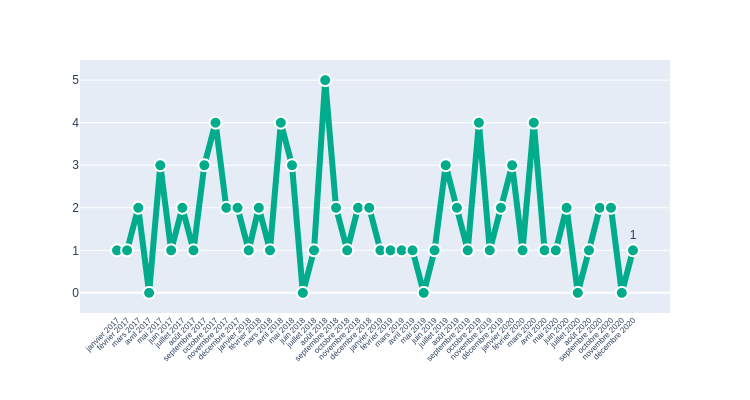 5
4
3
2
1
0
1
janvier 2017
février 2017
mars 2017
avril 2017
mai 2017
juin 2017
juillet 2017
août 2017
septembre 2017
octobre 2017
novembre 2017
décembre 2017
janvier 2018
février 2018
mars 2018
avril 2018
mai 2018
juin 2018
juillet 2018
août 2018
septembre 2018
octobre 2018
novembre 2018
décembre 2018
janvier 2019
février 2019
mars 2019
avril 2019
mai 2019
juin 2019
juillet 2019
août 2019
septembre 2019
octobre 2019
novembre 2019
décembre 2019
janvier 2020
février 2020
mars 2020
avril 2020
mai 2020
juin 2020
juillet 2020
août 2020
septembre 2020
octobre 2020
novembre 2020
décembre 2020